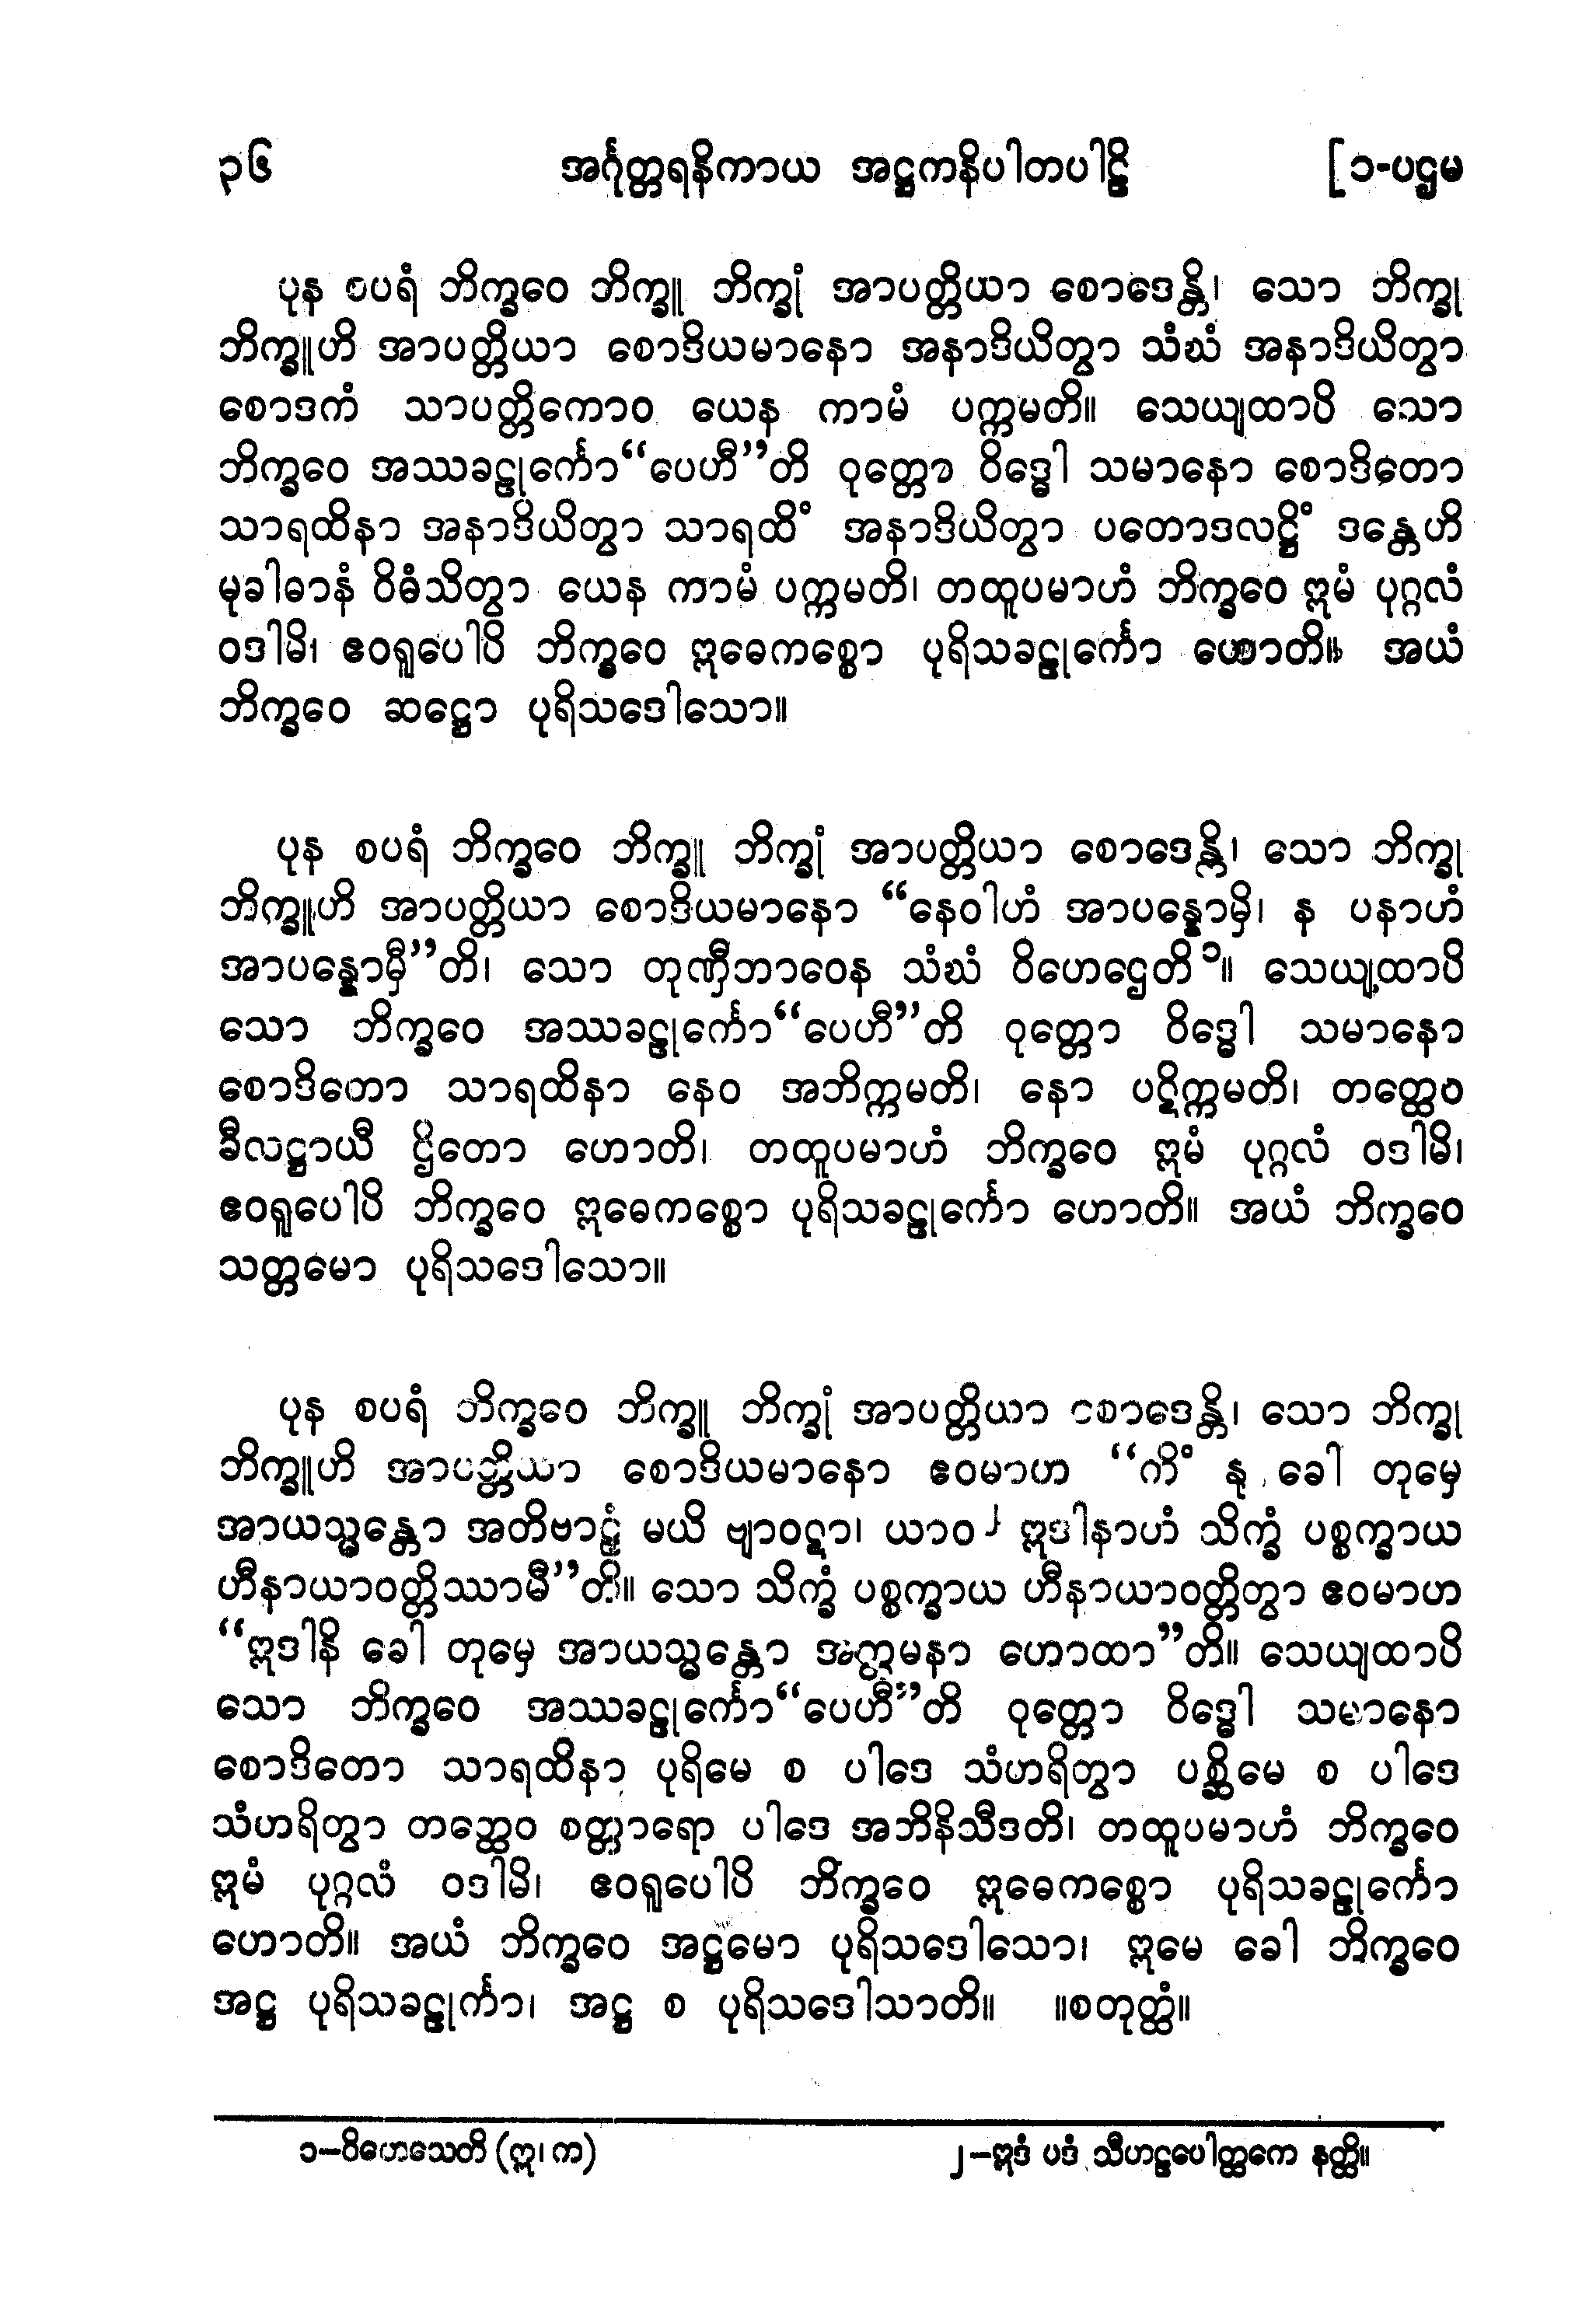 ၃၆ အင်္ဂုတ္တရနိကာယ အဋ္ဌကနိပါတပါဠိ [၁-ပဌမ
ပုန စပရံ ဘိက္ခဝေ ဘိက္ခူ ဘိက္ခုံ အာပတ္တိယာ စောဒေန္တိ၊ သော ဘိက္ခု
ဘိက္ခူဟိ အာပတ္တိယာ စောဒိယမာနော အနာဒိယိတွာ သံဃံ အနာဒိယိတွာ
စောဒကံ သာပတ္တိကောဝ ယေန ကာမံ ပက္ကမတိ။ သေယျထာပိ သော
ဘိက္ခဝေ အဿခဠုင်္ကော“ပေဟီ”တိ ဝုတ္တော ဝိဒ္ဓေါ သမာနော စောဒိတော
သာရထိနာ အနာဒိယိတွာ သာရထိံ အနာဒိယိတွာ ပတောဒလဋ္ဌိံ ဒန္တေဟိ
မုခါဓာနံ ဝိဓံသိတွာ ယေန ကာမံ ပက္ကမတိ၊ တထူပမာဟံ ဘိက္ခဝေ ဣမံ ပုဂ္ဂလံ
ဝဒါမိ၊ ဧဝရူပေါပိ ဘိက္ခဝေ ဣဓေကစ္စော ပုရိသခဠုင်္ကော ဟောတိ။ အယံ
ဘိက္ခဝေ ဆဋ္ဌော ပုရိသဒေါသော။
ပုန စပရံ ဘိက္ခဝေ ဘိက္ခူ ဘိက္ခုံ အာပတ္တိယာ စောဒေန္တိ၊ သော ဘိက္ခု
ဘိက္ခူဟိ အာပတ္တိယာ စောဒိယမာနော “နေဝါဟံ အာပန္နောမှိ၊ န ပနာဟံ
အာပန္နောမှီ”တိ၊ သော တုဏှီဘာဝေန သံဃံ ဝိဟေဌေတိ၁။ သေယျထာပိ
သော ဘိက္ခဝေ အဿခဠုင်္ကော“ပေဟီ”တိ ဝုတ္တော ဝိဒ္ဓေါ သမာနော
စောဒိတော သာရထိနာ နေဝ အဘိက္ကမတိ၊ နော ပဋိက္ကမတိ၊ တတ္ထေဝ
ခီလဋ္ဌာယီ ဌိတော ဟောတိ၊ တထူပမာဟံ ဘိက္ခဝေ ဣမံ ပုဂ္ဂလံ ဝဒါမိ၊
ဧဝရူပေါပိ ဘိက္ခဝေ ဣဓေကစ္စော ပုရိသခဠုင်္ကော ဟောတိ။ အယံ ဘိက္ခဝေ
သတ္တမော ပုရိသဒေါသော။
ပုန စပရံ ဘိက္ခဝေ ဘိက္ခူ ဘိက္ခုံ အာပတ္တိယာ စောဒေန္တိ၊ သော ဘိက္ခု
ဘိက္ခူဟိ အာပတ္တိယာ စောဒိယမာနော ဧဝမာဟ “ကိံ နု ခေါ တုမှေ
အာယသ္မန္တော အတိဗာဠှံ မယိ ဗျာဝဋာ၊ ယာဝ၂ ဣဒါနာဟံ သိက္ခံ ပစ္စက္ခာယ
ဟီနာယာဝတ္တိဿာမီ”တိ။ သော သိက္ခံ ပစ္စက္ခာယ ဟီနာယာဝတ္တိတွာ ဧဝမာဟ
“ဣဒါနိ ခေါ တုမှေ အာယသ္မန္တော အတ္တမနာ ဟောထာ”တိ။ သေယျထာပိ
သော ဘိက္ခဝေ အဿခဠုင်္ကော“ပေဟီ”တိ ဝုတ္တော ဝိဒ္ဓေါ သမာနော
စောဒိတော သာရထိနာ ပုရိမေ စ ပါဒေ သံဟရိတွာ ပစ္ဆိမေ စ ပါဒေ
သံဟရိတွာ တတ္ထေဝ စတ္တာရော ပါဒေ အဘိနိသီဒတိ၊ တထူပမာဟံ ဘိက္ခဝေ
ဣမံ ပုဂ္ဂလံ ဝဒါမိ၊ ဧဝရူပေါပိ ဘိက္ခဝေ ဣဓေကစ္စော ပုရိသခဠုင်္ကော
ဟောတိ။ အယံ ဘိက္ခဝေ အဋ္ဌမော ပုရိသဒေါသော၊ ဣမေ ခေါ ဘိက္ခဝေ
အဋ္ဌ ပုရိသခဠုင်္ကာ၊ အဋ္ဌ စ ပုရိသဒေါသာတိ။ ။စတုတ္ထံ။
၁–ဝိဟေသေတိ (ဣ၊ က) ၂–ဣဒံ ပဒံ သီဟဠပေါတ္ထကေ နတ္ထိ။